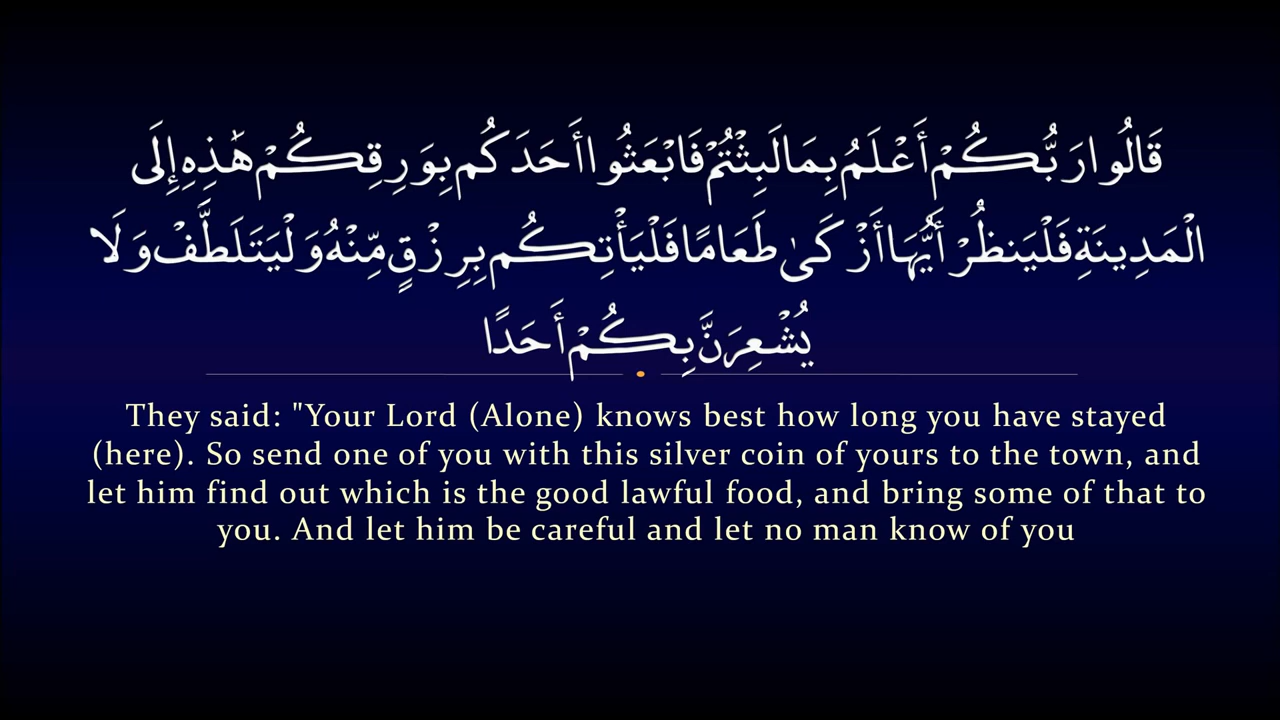 قَالُوا رَبُّكُمْ أَعْلَمُ بِمَا لَبِثْتُمْ فَابْعَثُوا أَحَدَكُم بِوَرِقِكُمْ هَٰذِهِ إِلَى
الْمَدِينَةِ فَلْيَنظُرْ أَيُّهَا أَزْكَىٰ طَعَامًا فَلْيَأْتِكُم بِرِزْقٍ مِّنْهُ وَلْيَتَلَطَّفْ وَلَا
يُشْعِرَنَّ بِكُمْ أَحَدًا
They said: "Your Lord (Alone) knows best how long you have stayed
(here). So send one of you with this silver coin of yours to the town, and
let him find out which is the good lawful food, and bring some of that to
you. And let him be careful and let no man know of you